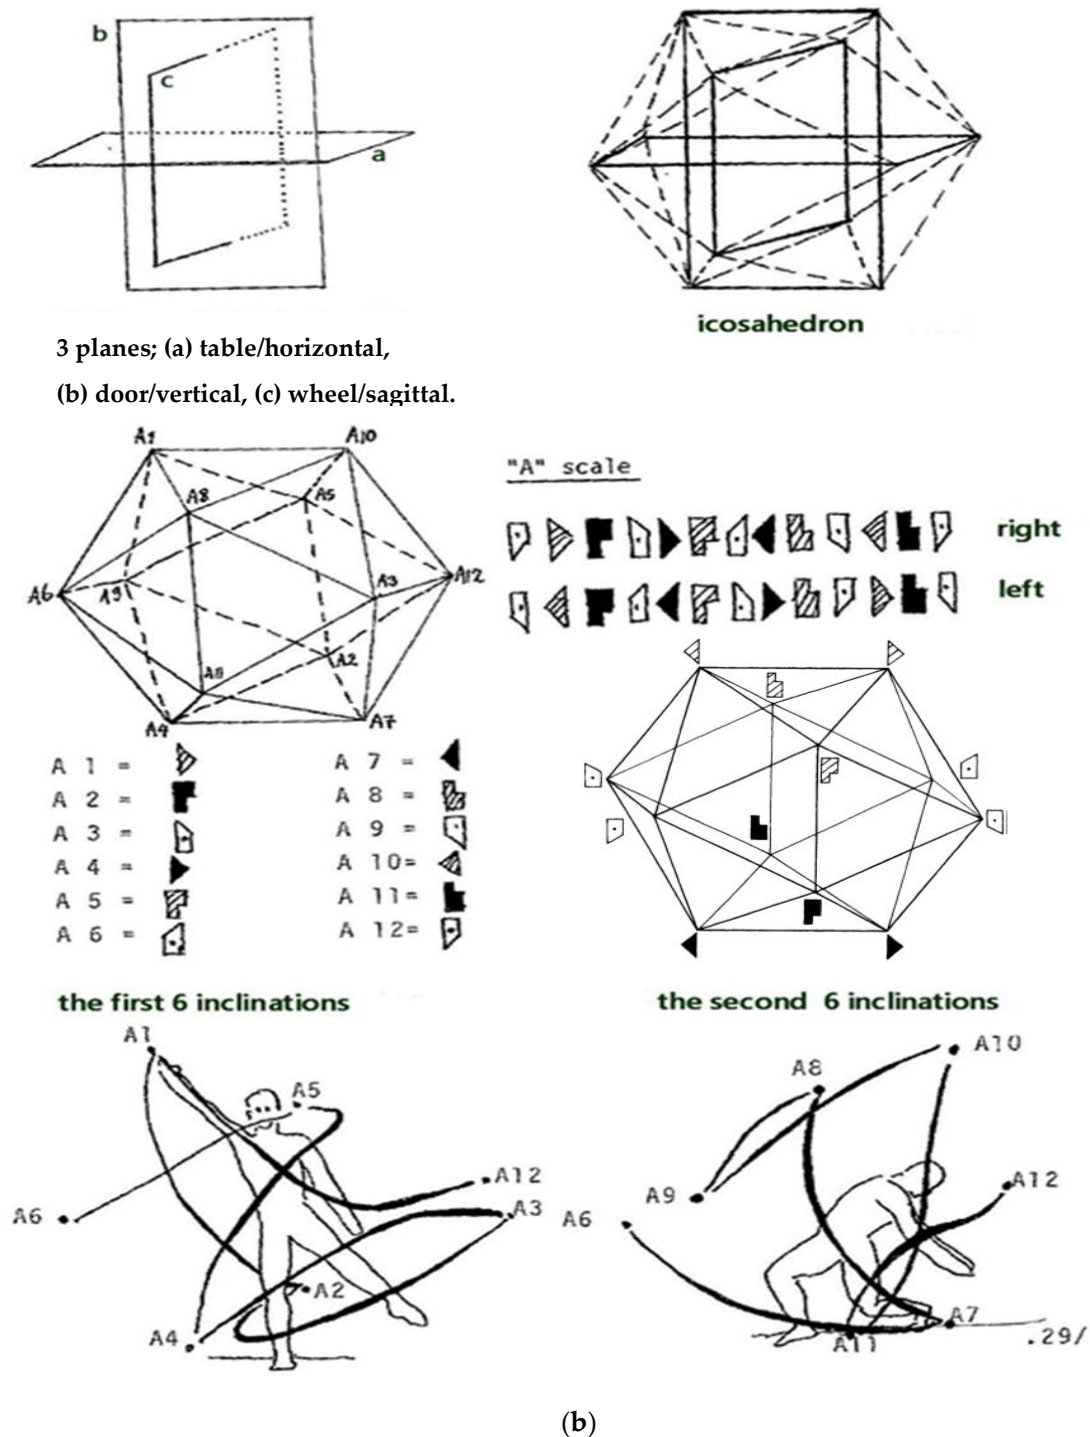 b
c
a
icosahedron
3 planes; (a) table/horizontal,
(b) door/vertical, (c) wheel/sagittal.
A1 A10
A8 A5
A6 A9 A3 A12
A2
A4 A7
"A" scale
right
left
A 1 = A 7 =
A 2 = A 8 =
A 3 = A 9 =
A 4 = A 10=
A 5 = A 11=
A 6 = A 12=
the first 6 inclinations
the second 6 inclinations
A1
A5
A12
A6 A3
A2
A4
A10
A8
A9 A12
A6
A7
A11
.29/
(b)